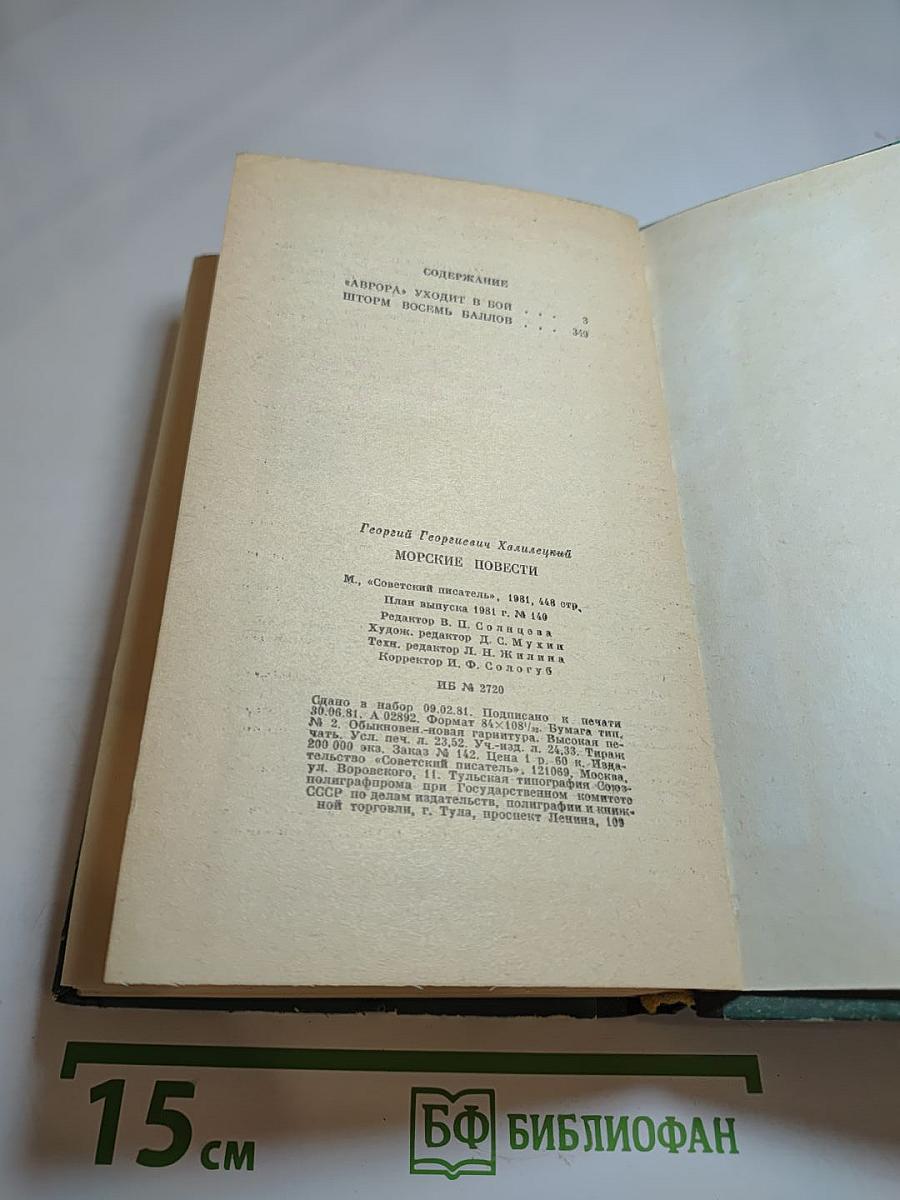 СОДЕРЖАНИЕ
«АВРОРА» УХОДИТ В БОЙ . . . 3
ШТОРМ ВОСЕМЬ БАЛЛОВ . . . 349
Георгий Георгиевич Халилецкий
МОРСКИЕ ПОВЕСТИ
М., «Советский писатель», 1981, 448 стр.
План выпуска 1981 г. № 140
Редактор В. П. Солнцева
Худож. редактор Д. С. Мухин
Техн. редактор Л. Н. Жилина
Корректор И. Ф. Сологуб
ИБ № 2720
Сдано в набор 09.02.81. Подписано к печати
30.06.81. А 02892. Формат 84×108¹/₃₂. Бумага тип.
№ 2. Обыкновен.-новая гарнитура. Высокая пе-
чать. Усл. печ. л. 23,52. Уч.-изд. л. 24,33. Тираж
200 000 экз. Заказ № 142. Цена 1 р. 60 к. Изда-
тельство «Советский писатель», 121069, Москва,
ул. Воровского, 11. Тульская типография Союз-
полиграфпрома при Государственном комитете
СССР по делам издательств, полиграфии и книж-
ной торговли, г. Тула, проспект Ленина, 109
15 см
БФ БИБЛИОФАН